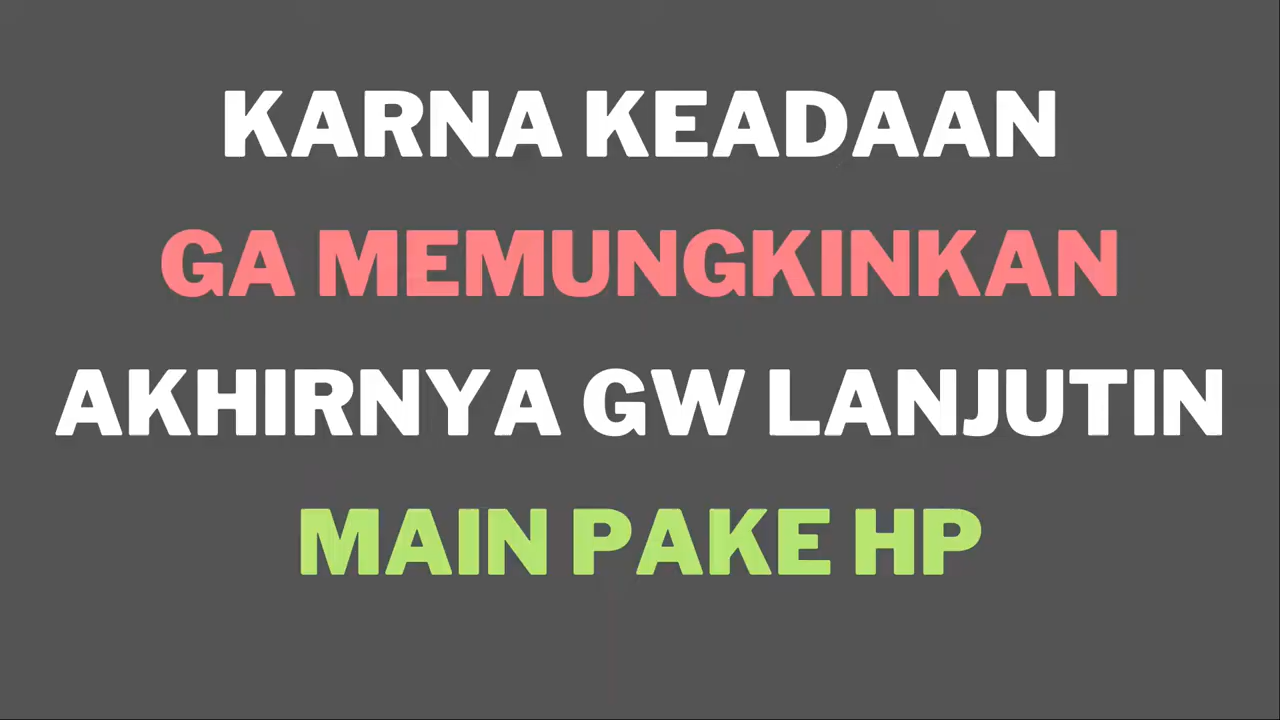 KARNA KEADAAN
GA MEMUNGKINKAN
AKHIRNYA GW LANJUTIN
MAIN PAKE HP